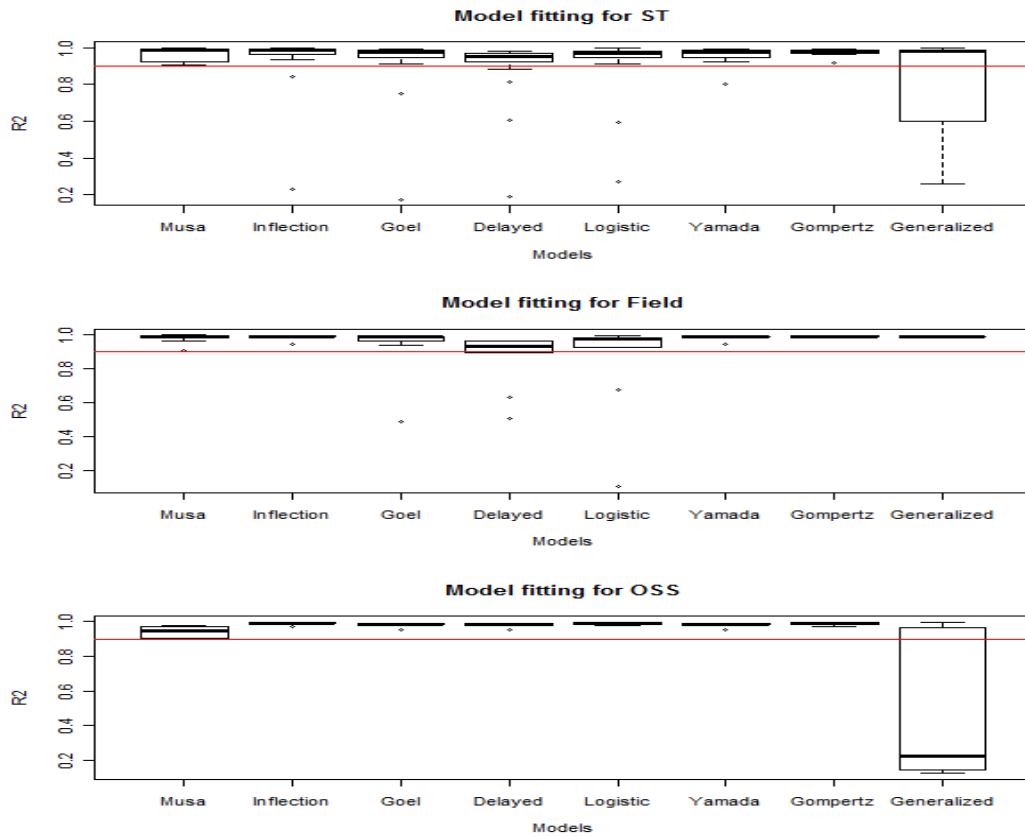 Model fitting for ST
R2
1.0
0.8
0.6
0.4
0.2
Musa Inflection Goel Delayed Logistic Yamada Gompertz Generalized
Models
Model fitting for Field
R2
1.0
0.8
0.6
0.4
0.2
Musa Inflection Goel Delayed Logistic Yamada Gompertz Generalized
Models
Model fitting for OSS
R2
1.0
0.8
0.6
0.4
0.2
Musa Inflection Goel Delayed Logistic Yamada Gompertz Generalized
Models